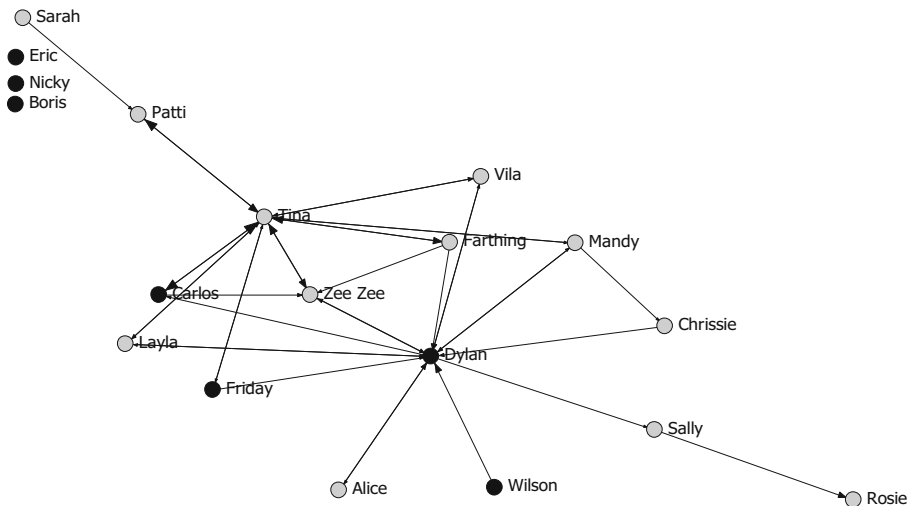 Sarah
Eric
Nicky
Boris
Patti
Vila
Tina
Farthing
Mandy
Carlos
Zee Zee
Chrissie
Layla
Dylan
Friday
Sally
Alice
Wilson
Rosie